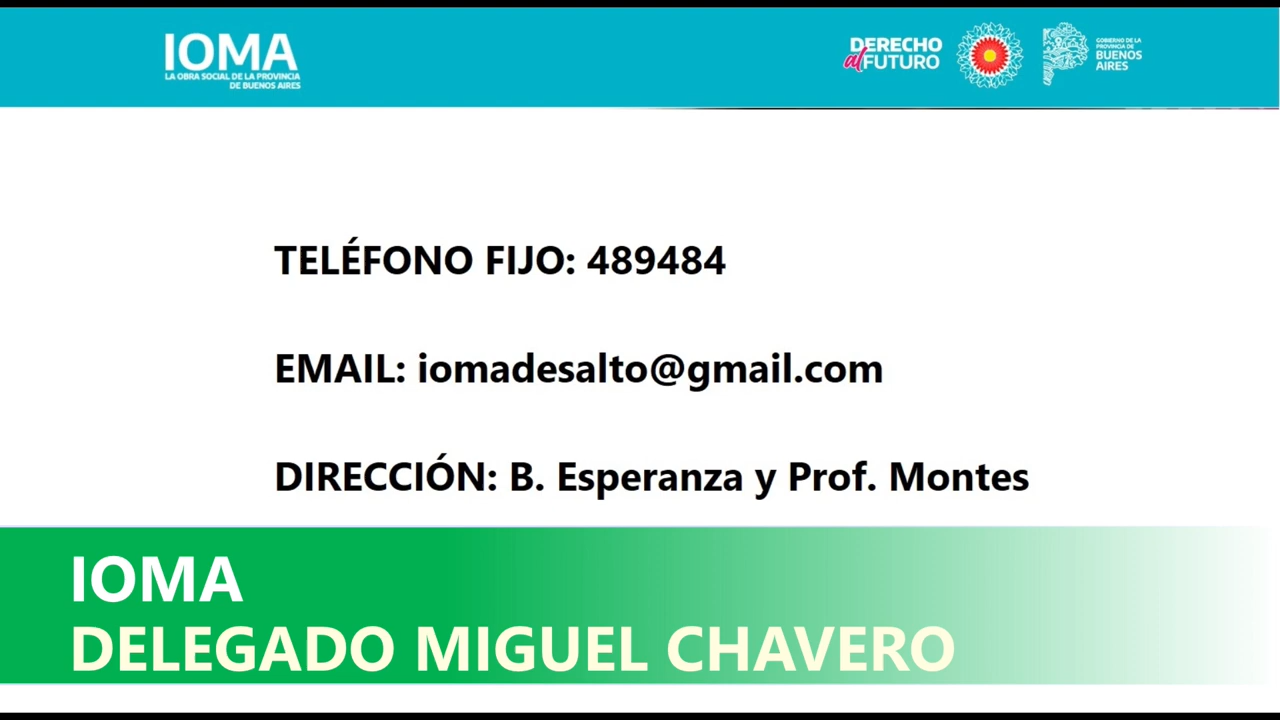 IOMA
LA OBRA SOCIAL DE LA PROVINCIA
DE BUENOS AIRES
DERECHO
al FUTURO
GOBIERNO DE LA
PROVINCIA DE
BUENOS
AIRES
TELÉFONO FIJO: 489484
EMAIL: iomadesalto@gmail.com
DIRECCIÓN: B. Esperanza y Prof. Montes
IOMA
DELEGADO MIGUEL CHAVERO